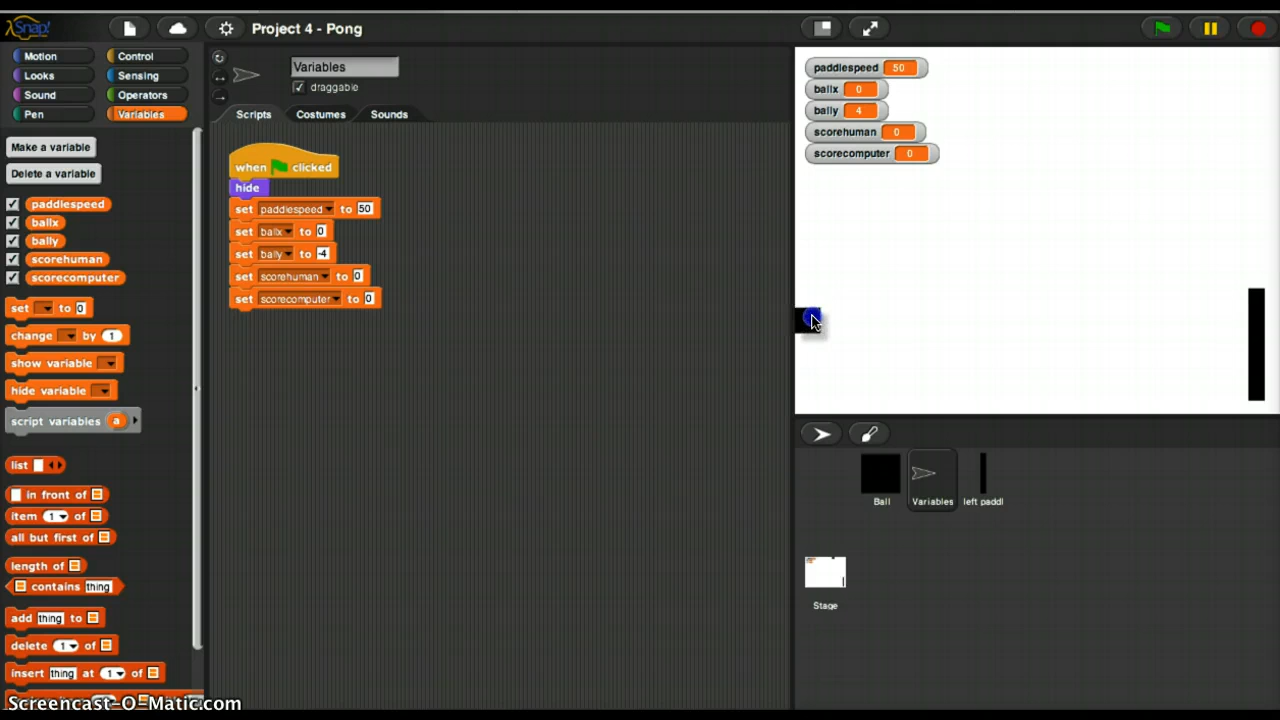 Snap!
Project 4 - Pong
Motion
Control
Looks
Sensing
Sound
Operators
Pen
Variables
Make a variable
Delete a variable
paddlespeed
ballx
bally
scorehuman
scorecomputer
set to 0
change by 1
show variable
hide variable
script variables a
list
in front of
item 1 of
all but first of
length of
contains thing
add thing to
delete 1 of
insert thing at 1 of
Variables
draggable
Scripts
Costumes
Sounds
when clicked
hide
set paddlespeed to 50
set ballx to 0
set bally to -4
set scorehuman to 0
set scorecomputer to 0
paddlespeed 50
ballx 0
bally 4
scorehuman 0
scorecomputer 0
Ball
Variables
left paddl
Stage
Screencast-O-Matic.com